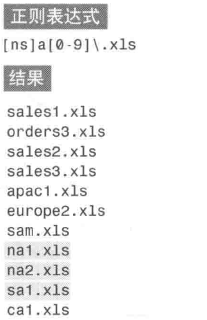 正则表达式
[ns]a[0-9]\.xls
结果
sales1.xls
orders3.xls
sales2.xls
sales3.xls
apac1.xls
europe2.xls
sam.xls
na1.xls
na2.xls
sa1.xls
ca1.xls